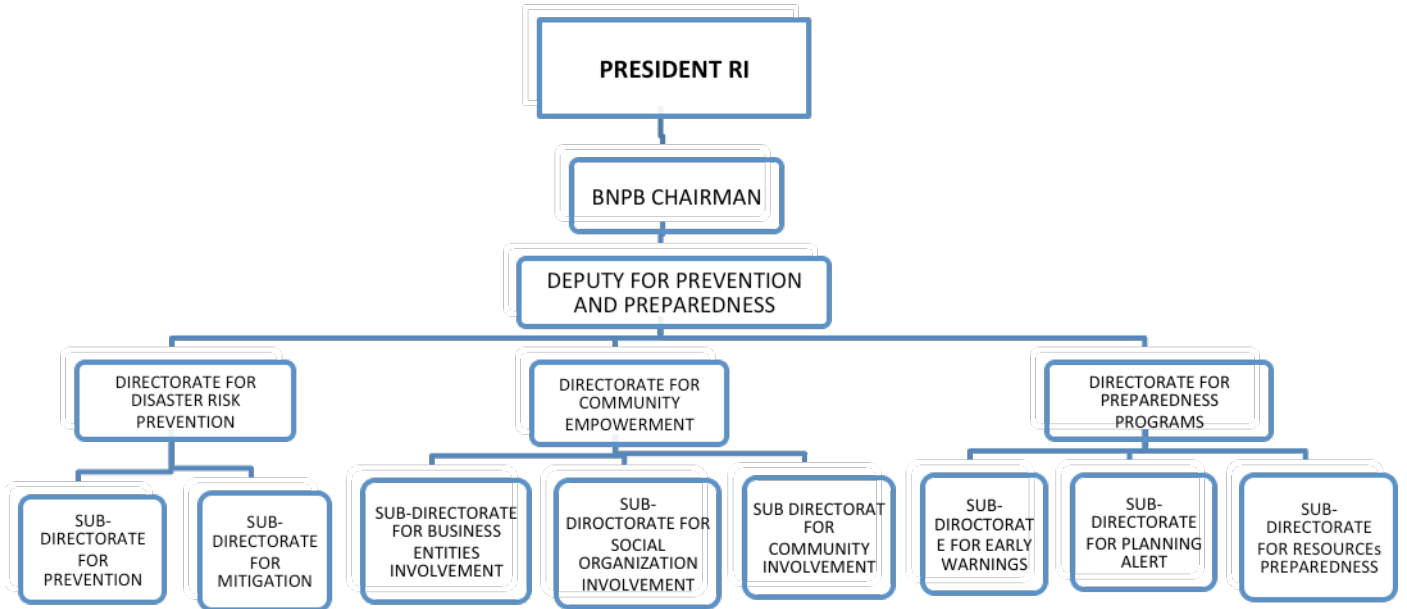 PRESIDENT RI
BNPB CHAIRMAN
DEPUTY FOR PREVENTION
AND PREPAREDNESS
DIRECTORATE FOR
DISASTER RISK
PREVENTION
DIRECTORATE FOR
COMMUNITY
EMPOWERMENT
DIRECTORATE FOR
PREPAREDNESS
PROGRAMS
SUB-
DIRECTORATE
FOR
PREVENTION
SUB-
DIRECTORATE
FOR
MITIGATION
SUB-DIRECTORATE
FOR BUSINESS
ENTITIES
INVOLVEMENT
SUB-
DIROCTORATE FOR
SOCIAL
ORGANIZATION
INVOLVEMENT
SUB DIRECTORAT
FOR
COMMUNITY
INVOLVEMENT
SUB-
DIROCTORAT
E FOR EARLY
WARNINGS
SUB-
DIRECTORATE
FOR PLANNING
ALERT
SUB-
DIRECTORATE
FOR RESOURCEs
PREPAREDNESS